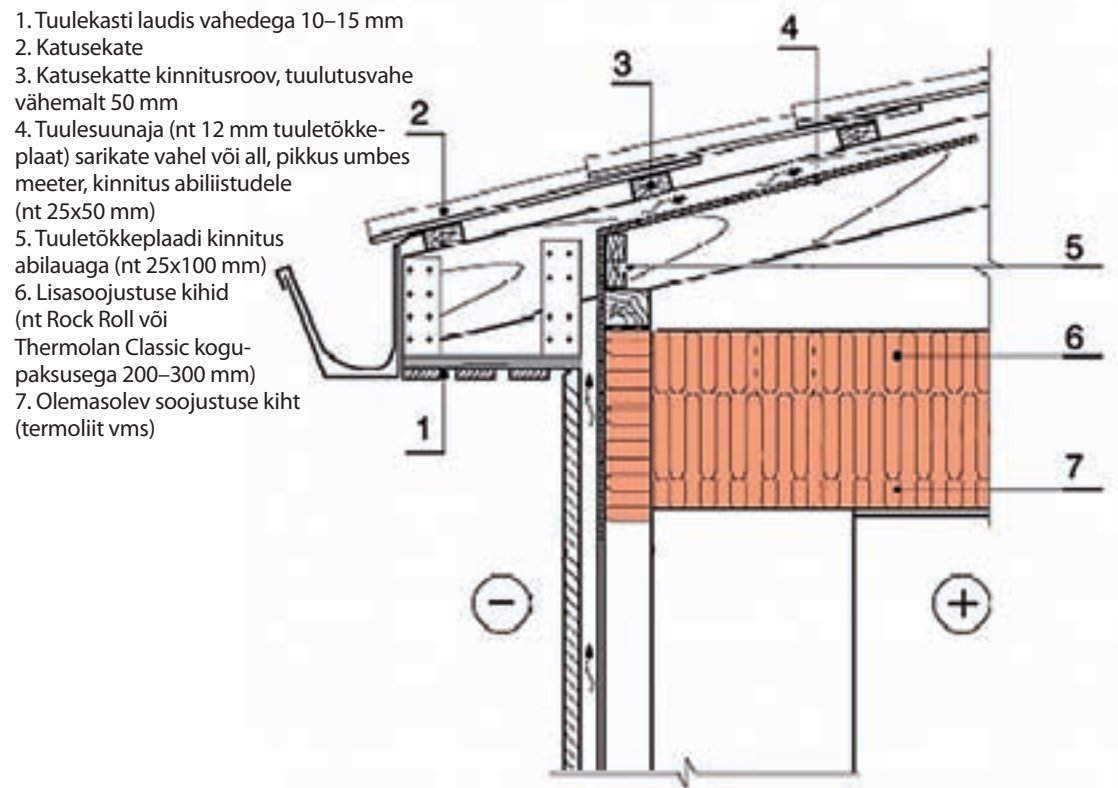 1. Tuulekasti laudis vahedega 10–15 mm
2. Katusekate
3. Katusekatte kinnitusroov, tuulutusvahe
vähemalt 50 mm
4. Tuulesuunaja (nt 12 mm tuuletõkke-
plaat) sarikate vahel või all, pikkus umbes
meeter, kinnitus abiliistudele
(nt 25x50 mm)
5. Tuuletõkkeplaadi kinnitus
abilauaga (nt 25x100 mm)
6. Lisasoojustuse kihid
(nt Rock Roll või
Thermolan Classic kogu-
paksusega 200–300 mm)
7. Olemasolev soojustuse kiht
(termoliit vms)
4
3
2
5
6
1
7
−
+